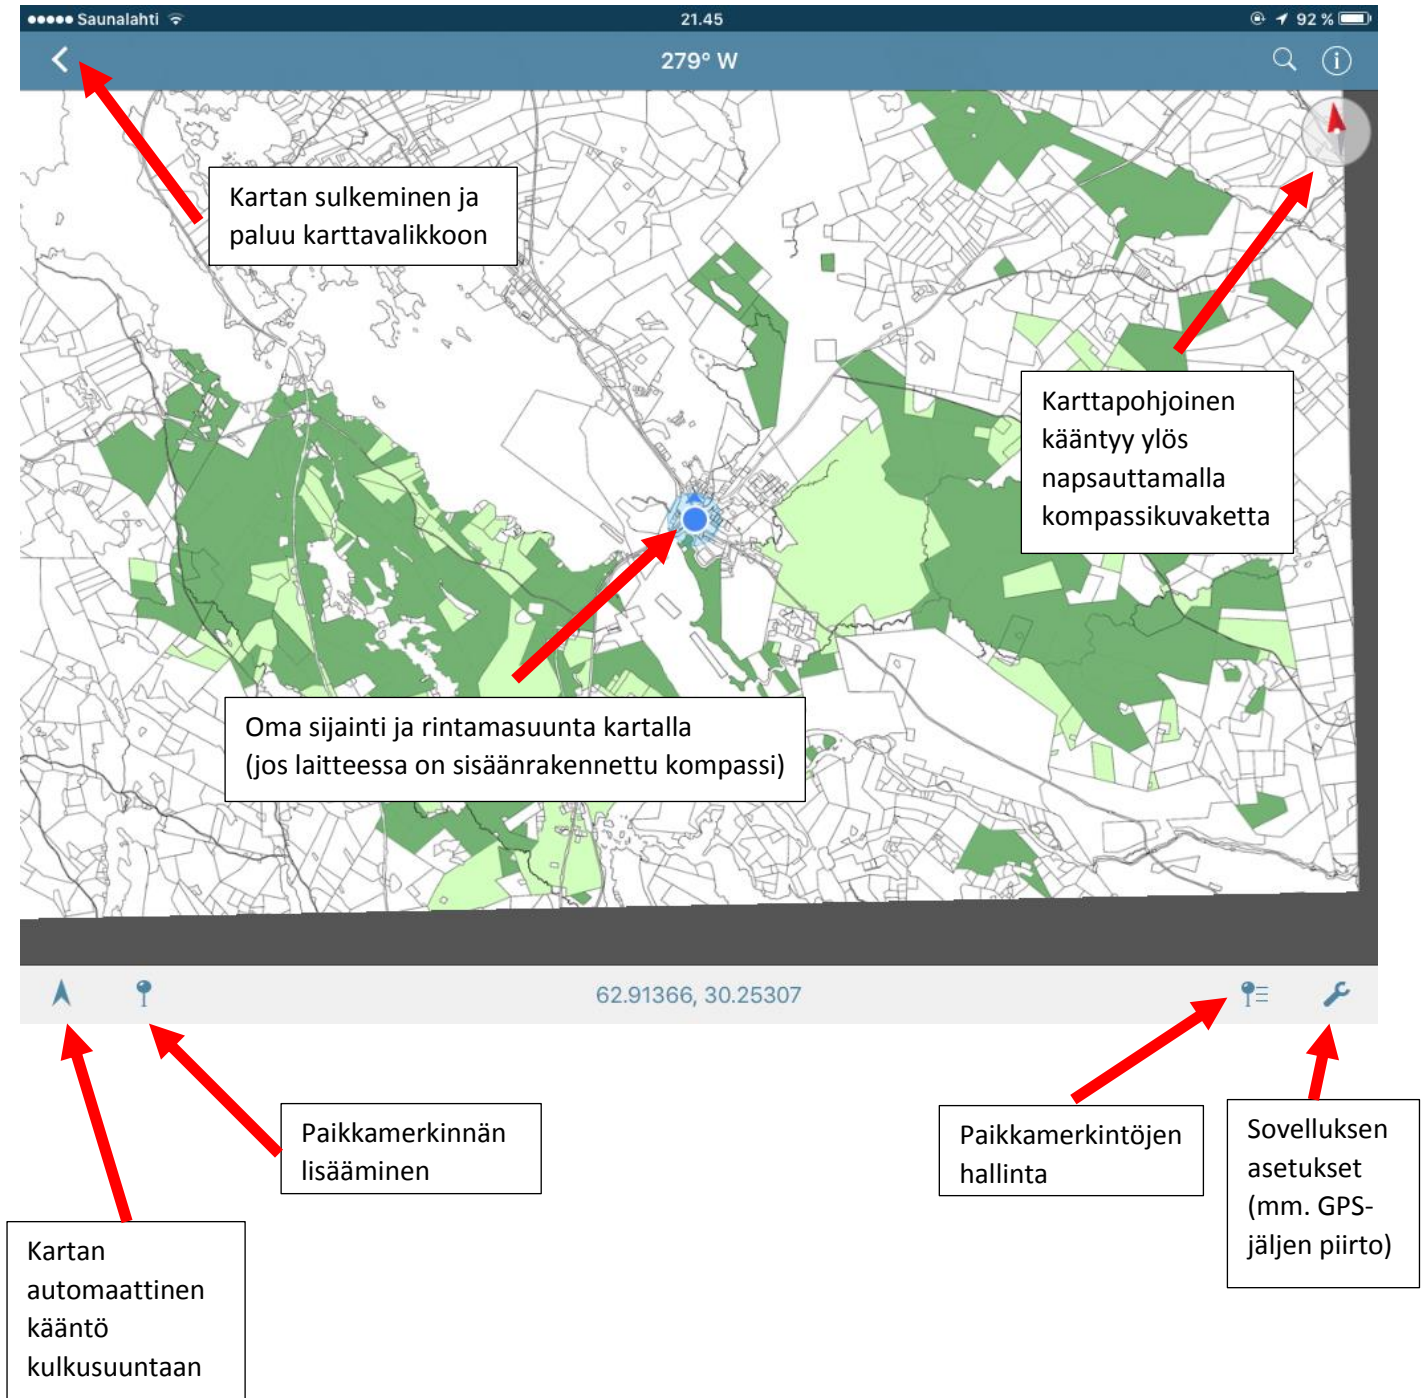 Saunalahti
21.45
92 %
279° W
Kartan sulkeminen ja
paluu karttavalikkoon
Karttapohjoinen
kääntyy ylös
napsauttamalla
kompassikuvaketta
Oma sijainti ja rintamasuunta kartalla
(jos laitteessa on sisäänrakennettu kompassi)
62.91366, 30.25307
Paikkamerkinnän
lisääminen
Paikkamerkintöjen
hallinta
Sovelluksen
asetukset
(mm. GPS-
jäljen piirto)
Kartan
automaattinen
kääntö
kulkusuuntaan